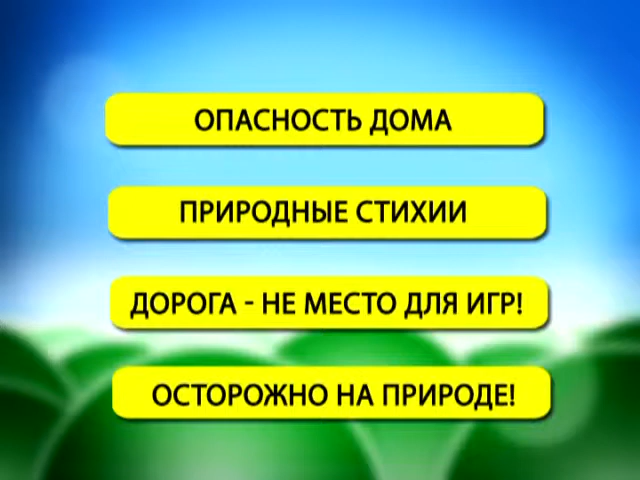 ОПАСНОСТЬ ДОМА
ПРИРОДНЫЕ СТИХИИ
ДОРОГА - НЕ МЕСТО ДЛЯ ИГР!
ОСТОРОЖНО НА ПРИРОДЕ!